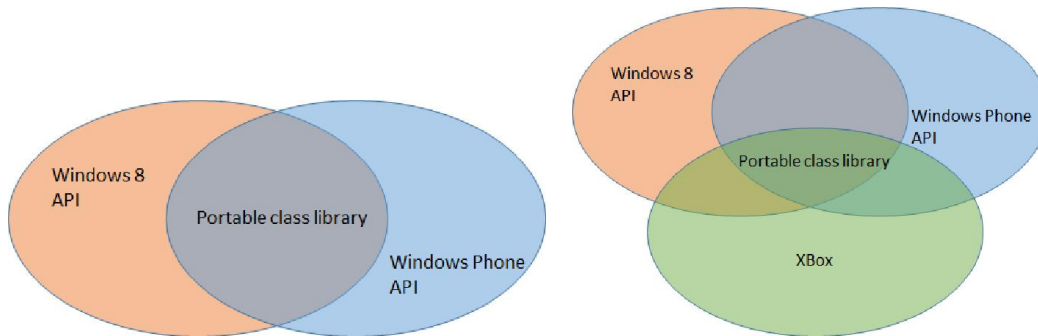 Windows 8
API
Portable class library
Windows Phone
API
Windows 8
API
Windows Phone
API
Portable class library
XBox